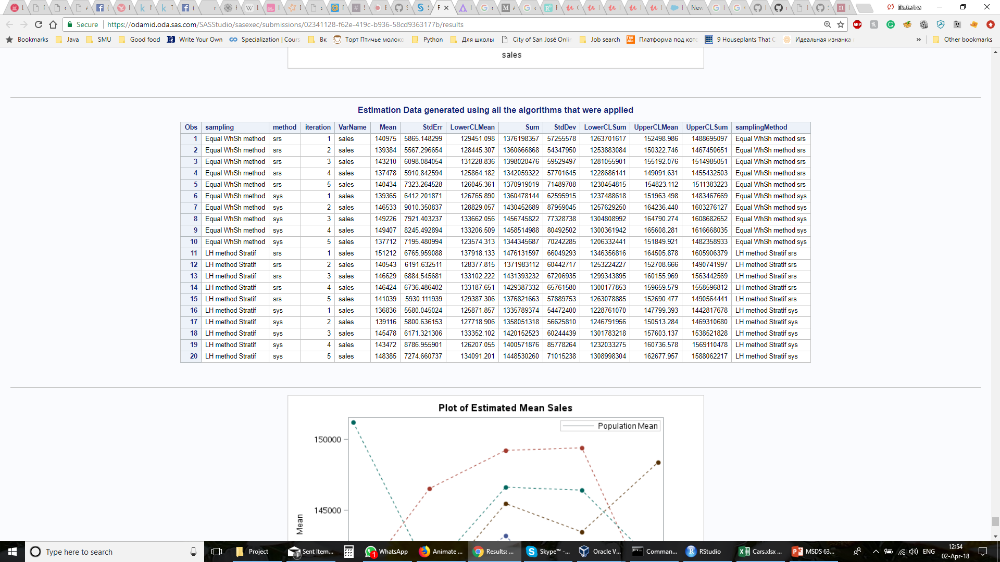 Ekaterina
Secure https://odamid.oda.sas.com/SASStudio/sasexec/submissions/02341128-f62e-419c-b936-58cd9363177b/results
Bookmarks Java SMU Good food Write Your Own Specialization | Cours Вк Торт Птичье молоко Python Для школы City of San José Onlin Job search Платформа под кото 9 Houseplants That C Идеальная изнанка » Other bookmarks
sales
Estimation Data generated using all the algorithms that were applied
Obs sampling method iteration VarName Mean StdErr LowerCLMean Sum StdDev LowerCLSum UpperCLMean UpperCLSum samplingMethod
1 Equal WhSh method srs 1 sales 140975 5865.148299 129451.098 1376198357 57255578 1263701617 152498.986 1488695097 Equal WhSh method srs
2 Equal WhSh method srs 2 sales 139384 5567.296654 128445.307 1360666868 54347950 1253883084 150322.746 1467450651 Equal WhSh method srs
3 Equal WhSh method srs 3 sales 143210 6098.084054 131228.836 1398020476 59529497 1281055901 155192.076 1514985051 Equal WhSh method srs
4 Equal WhSh method srs 4 sales 137478 5910.842594 125864.182 1342059322 57701645 1228686141 149091.631 1455432503 Equal WhSh method srs
5 Equal WhSh method srs 5 sales 140434 7323.264528 126045.361 1370919019 71489708 1230454815 154823.112 1511383223 Equal WhSh method srs
6 Equal WhSh method sys 1 sales 139365 6412.201871 126765.890 1360478144 62595915 1237488618 151963.498 1483467669 Equal WhSh method sys
7 Equal WhSh method sys 2 sales 146533 9010.350837 128829.057 1430452689 87959045 1257629250 164236.440 1603276127 Equal WhSh method sys
8 Equal WhSh method sys 3 sales 149226 7921.403237 133662.056 1456745822 77328738 1304808992 164790.274 1608682652 Equal WhSh method sys
9 Equal WhSh method sys 4 sales 149407 8245.492894 133206.509 1458514988 80492502 1300361942 165608.281 1616668035 Equal WhSh method sys
10 Equal WhSh method sys 5 sales 137712 7195.480994 123574.313 1344345687 70242285 1206332441 151849.921 1482358933 Equal WhSh method sys
11 LH method Stratif srs 1 sales 151212 6765.959088 137918.133 1476131597 66049293 1346356816 164505.878 1605906379 LH method Stratif srs
12 LH method Stratif srs 2 sales 140543 6191.632511 128377.815 1371983112 60442717 1253224227 152708.666 1490741997 LH method Stratif srs
13 LH method Stratif srs 3 sales 146629 6884.545681 133102.222 1431393232 67206935 1299343895 160155.969 1563442569 LH method Stratif srs
14 LH method Stratif srs 4 sales 146424 6736.486402 133187.651 1429387332 65761580 1300177853 159659.579 1558596812 LH method Stratif srs
15 LH method Stratif srs 5 sales 141039 5930.111939 129387.306 1376821663 57889753 1263078885 152690.477 1490564441 LH method Stratif srs
16 LH method Stratif sys 1 sales 136836 5580.045024 125871.857 1335789374 54472400 1228761070 147799.393 1442817678 LH method Stratif sys
17 LH method Stratif sys 2 sales 139116 5800.636153 127718.906 1358051318 56625810 1246791956 150513.284 1469310680 LH method Stratif sys
18 LH method Stratif sys 3 sales 145478 6171.321306 133352.102 1420152523 60244439 1301783218 157603.137 1538521828 LH method Stratif sys
19 LH method Stratif sys 4 sales 143472 8786.955901 126207.055 1400571876 85778264 1232033275 160736.578 1569110478 LH method Stratif sys
20 LH method Stratif sys 5 sales 148385 7274.660737 134091.201 1448530260 71015238 1308998304 162677.957 1588062217 LH method Stratif sys
Plot of Estimated Mean Sales
Population Mean
150000
145000
Mean
Type here to search Project Sent Item... WhatsApp Animate ... Results: ... Skype™ -... Oracle V... Comman... RStudio Cars.xlsx ... MSDS 63... ENG 12:54
02-Apr-18